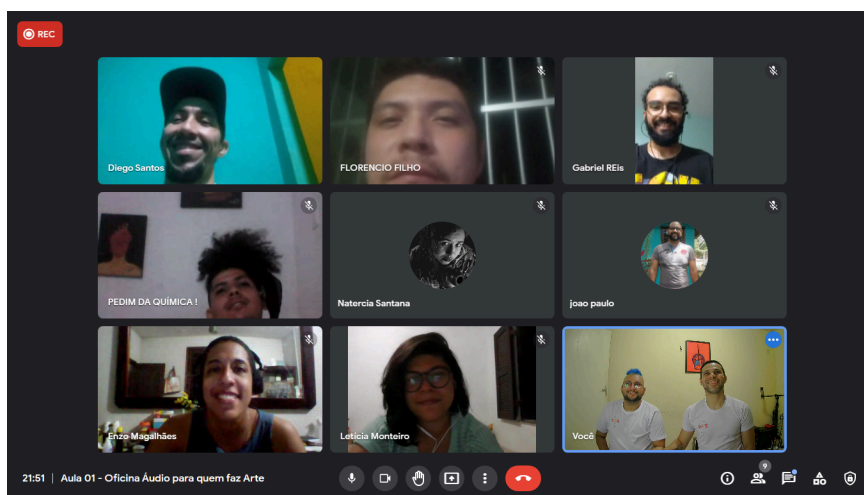 REC
Diego Santos
FLORENCIO FILHO
Gabriel REis
PEDIM DA QUÍMICA !
Natercia Santana
joao paulo
Enzo Magalhães
Letícia Monteiro
Você
9
21:51 | Aula 01 - Oficina Áudio para quem faz Arte